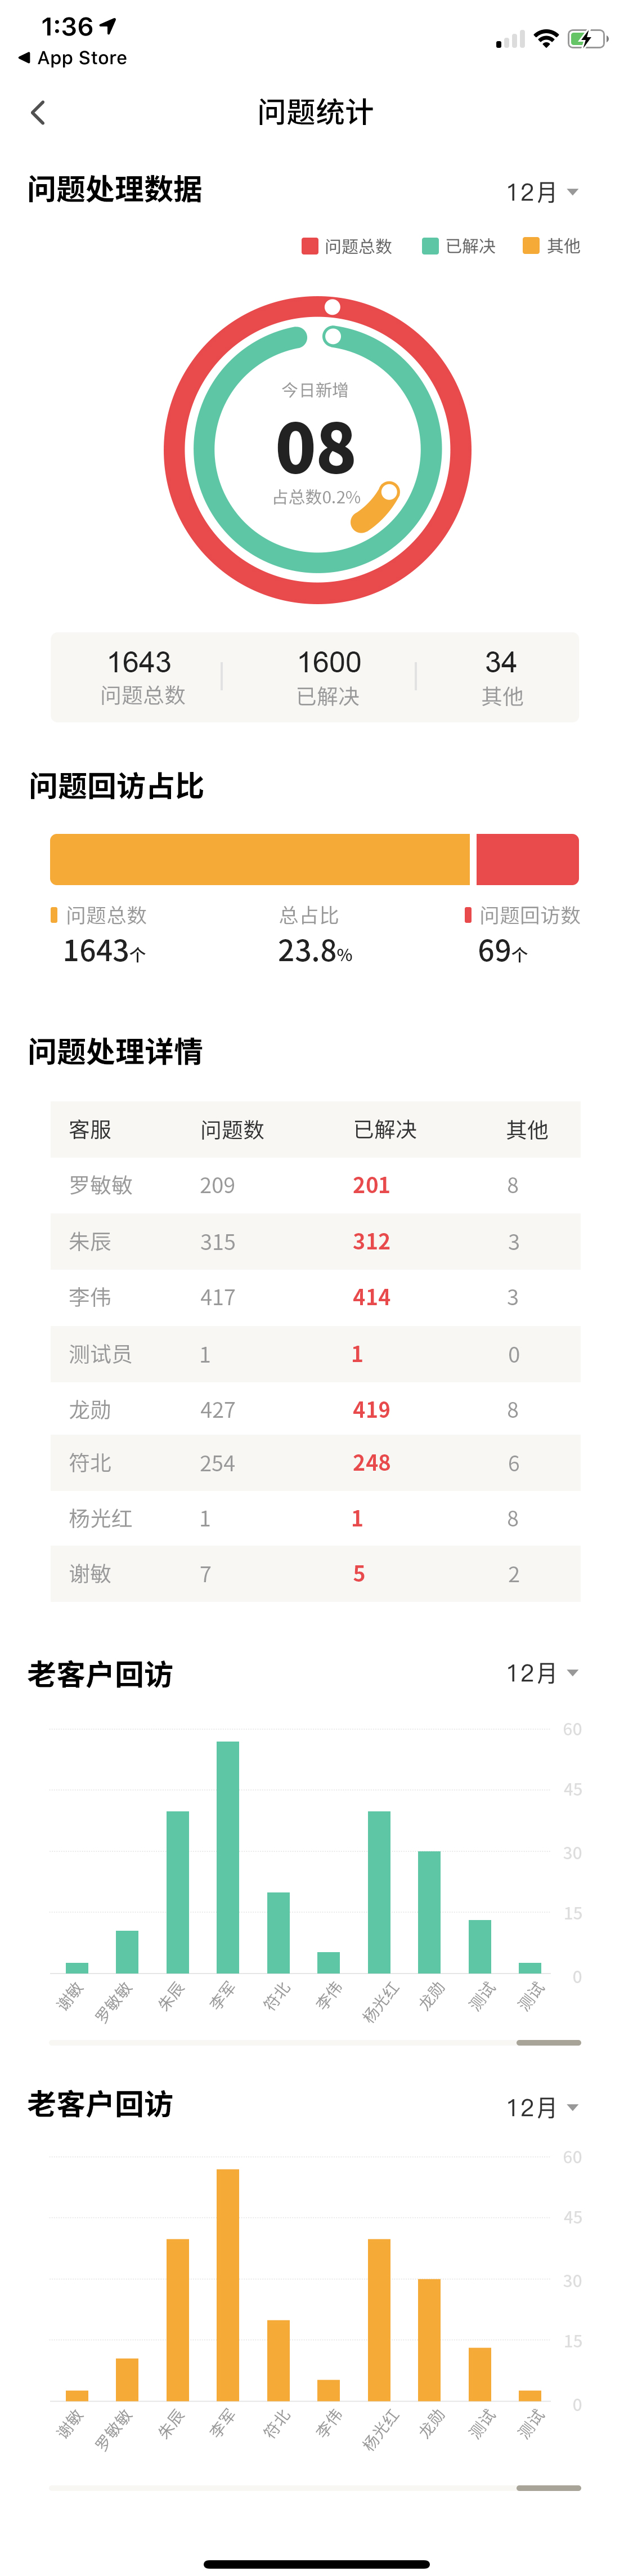 1:36
App Store
问题统计
问题处理数据
12月
问题总数 已解决 其他
今日新增
08
占总数0.2%
1643 1600 34
问题总数 已解决 其他
问题回访占比
问题总数 总占比 问题回访数
1643个 23.8% 69个
问题处理详情
客服 问题数 已解决 其他
罗敏敏 209 201 8
朱辰 315 312 3
李伟 417 414 3
测试员 1 1 0
龙勋 427 419 8
符北 254 248 6
杨光红 1 1 8
谢敏 7 5 2
老客户回访
12月
60
45
30
15
0
谢敏 罗敏敏 朱辰 李军 符北 李伟 杨光红 龙勋 测试 测试
老客户回访
12月
60
45
30
15
0
谢敏 罗敏敏 朱辰 李军 符北 李伟 杨光红 龙勋 测试 测试